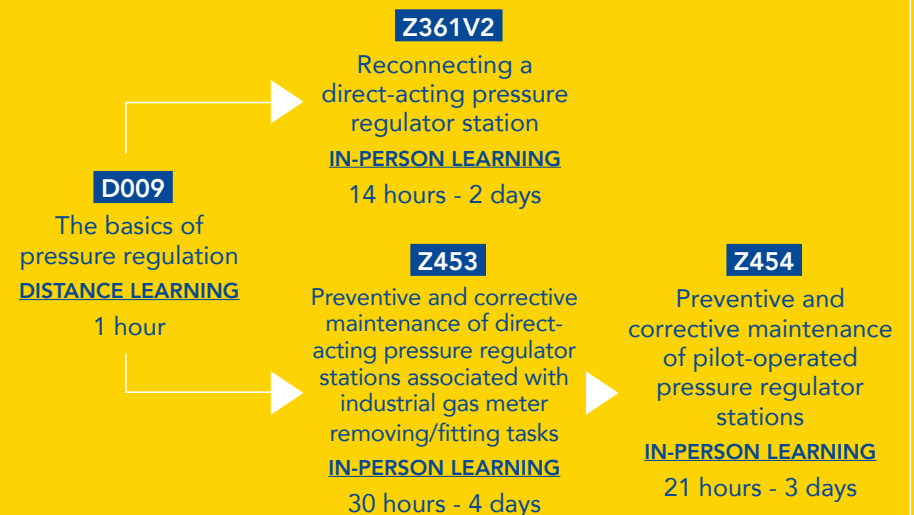 Z361V2
Reconnecting a
direct-acting pressure
regulator station
IN-PERSON LEARNING
14 hours - 2 days
D009
The basics of
pressure regulation
DISTANCE LEARNING
1 hour
Z453
Preventive and corrective
maintenance of direct-
acting pressure regulator
stations associated with
industrial gas meter
removing/fitting tasks
IN-PERSON LEARNING
30 hours - 4 days
Z454
Preventive and
corrective maintenance
of pilot-operated
pressure regulator
stations
IN-PERSON LEARNING
21 hours - 3 days